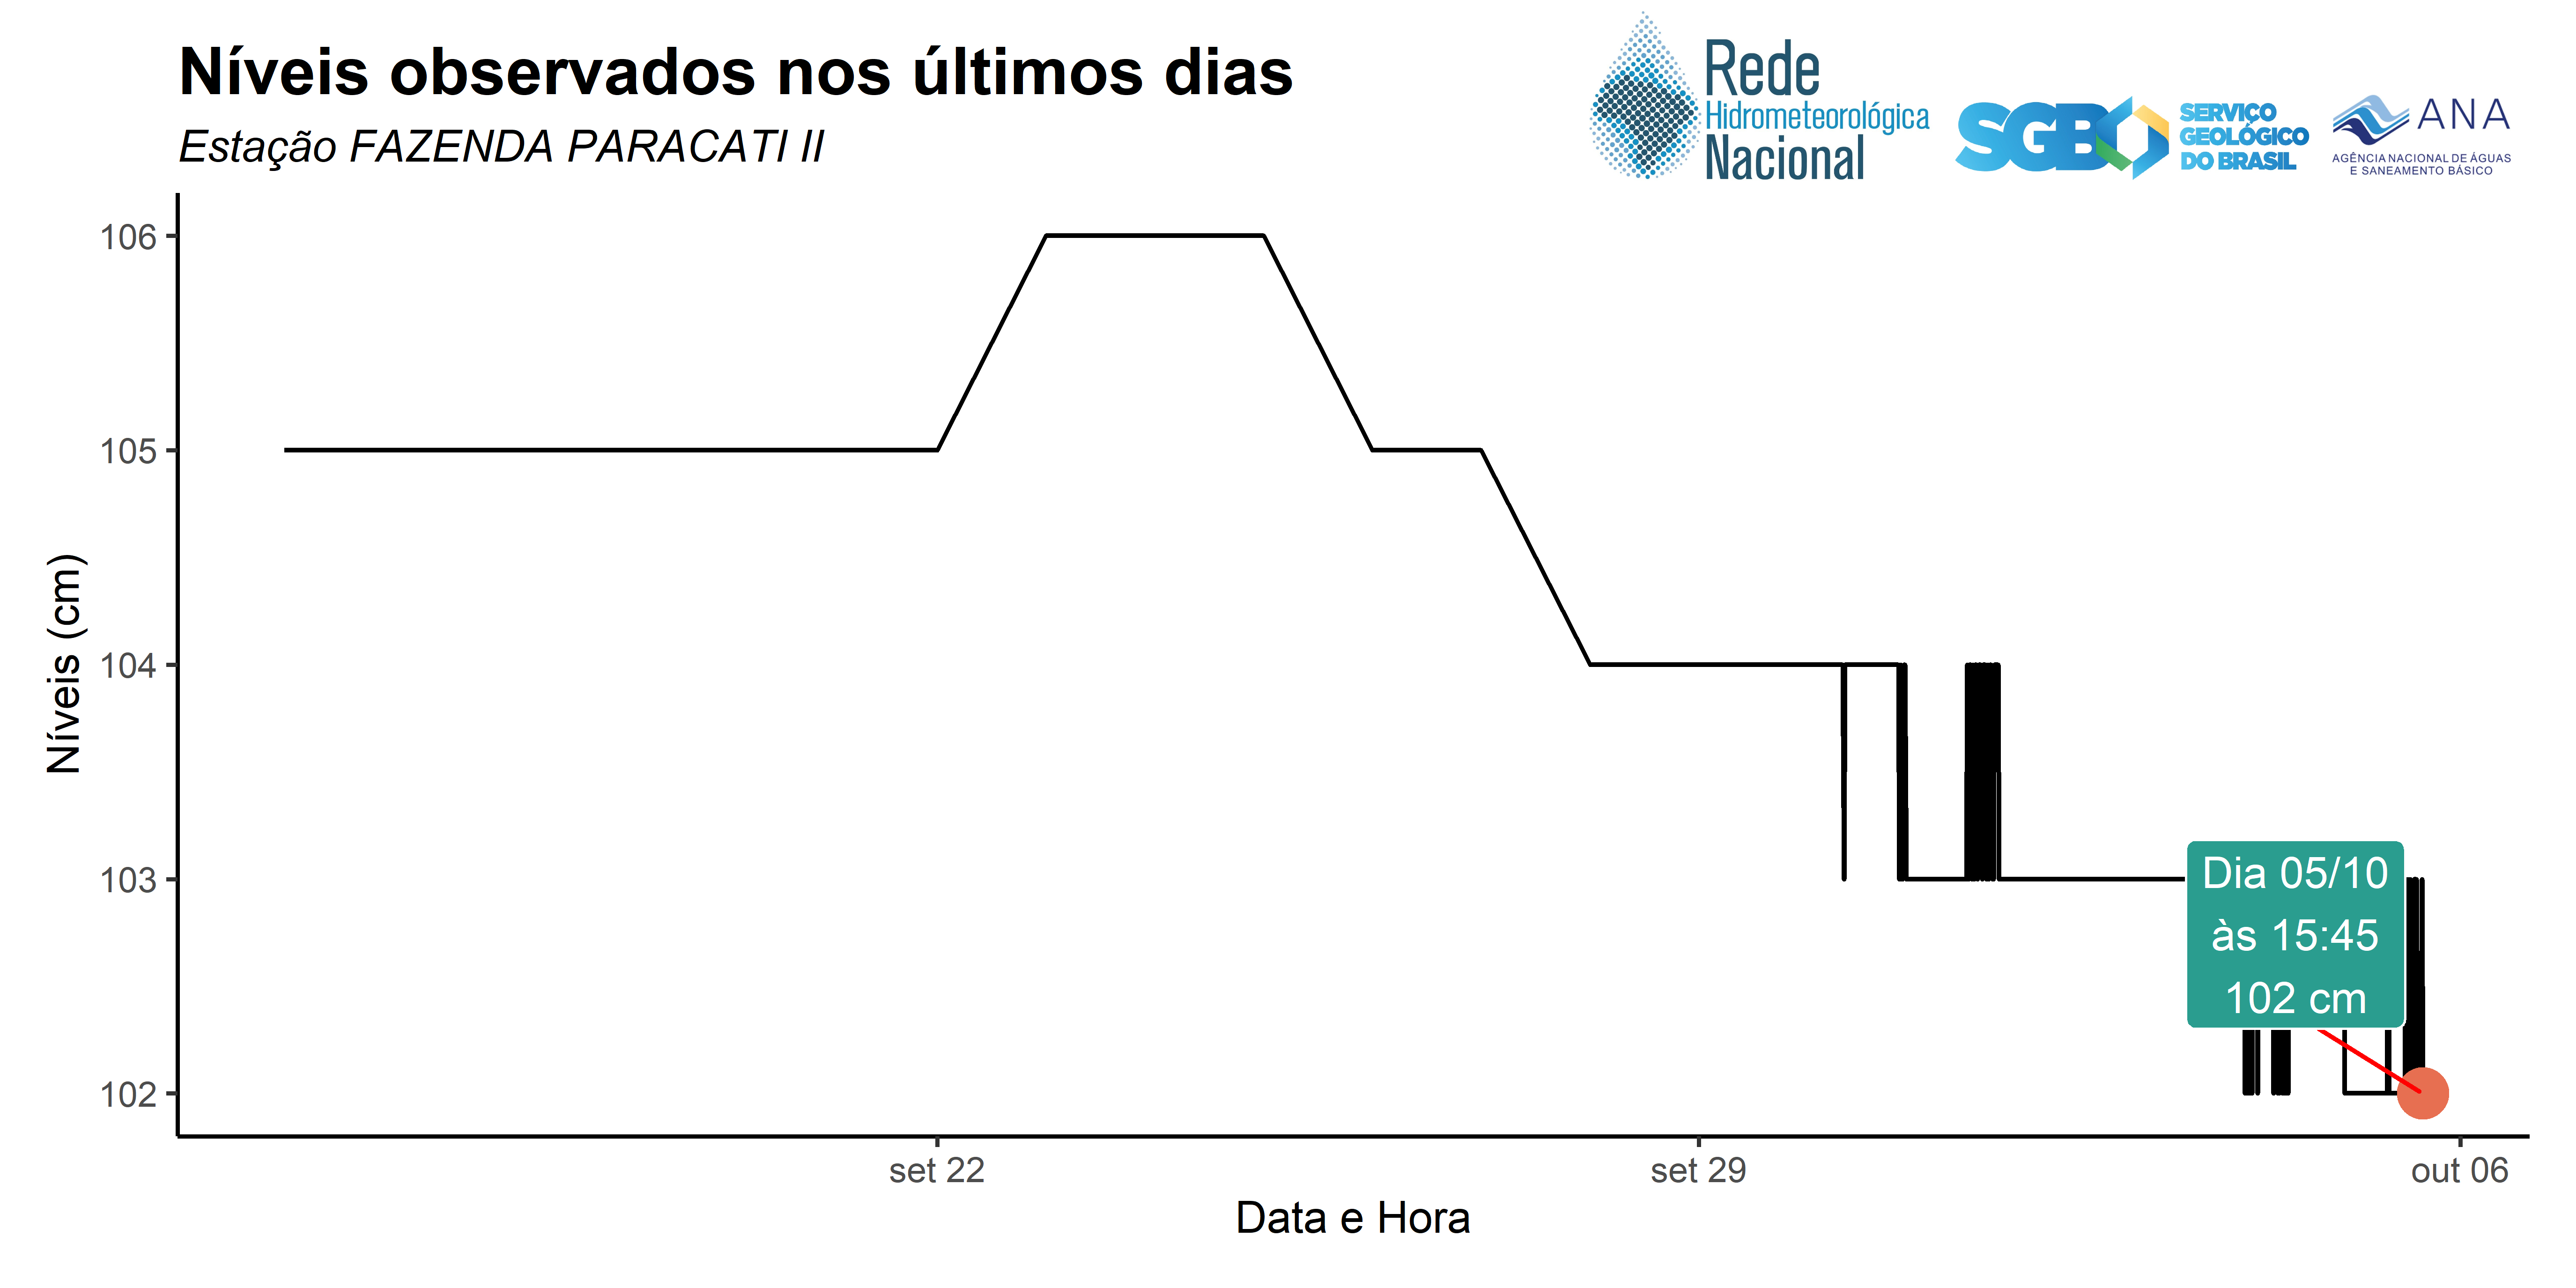 Níveis observados nos últimos dias
Estação FAZENDA PARACATI II
Rede
Hidrometeorológica
Nacional
SGB
SERVIÇO
GEOLÓGICO
DO BRASIL
ANA
AGÊNCIA NACIONAL DE ÁGUAS
E SANEAMENTO BÁSICO
Níveis (cm)
106
105
104
103
102
Dia 05/10
às 15:45
102 cm
set 22
set 29
out 06
Data e Hora